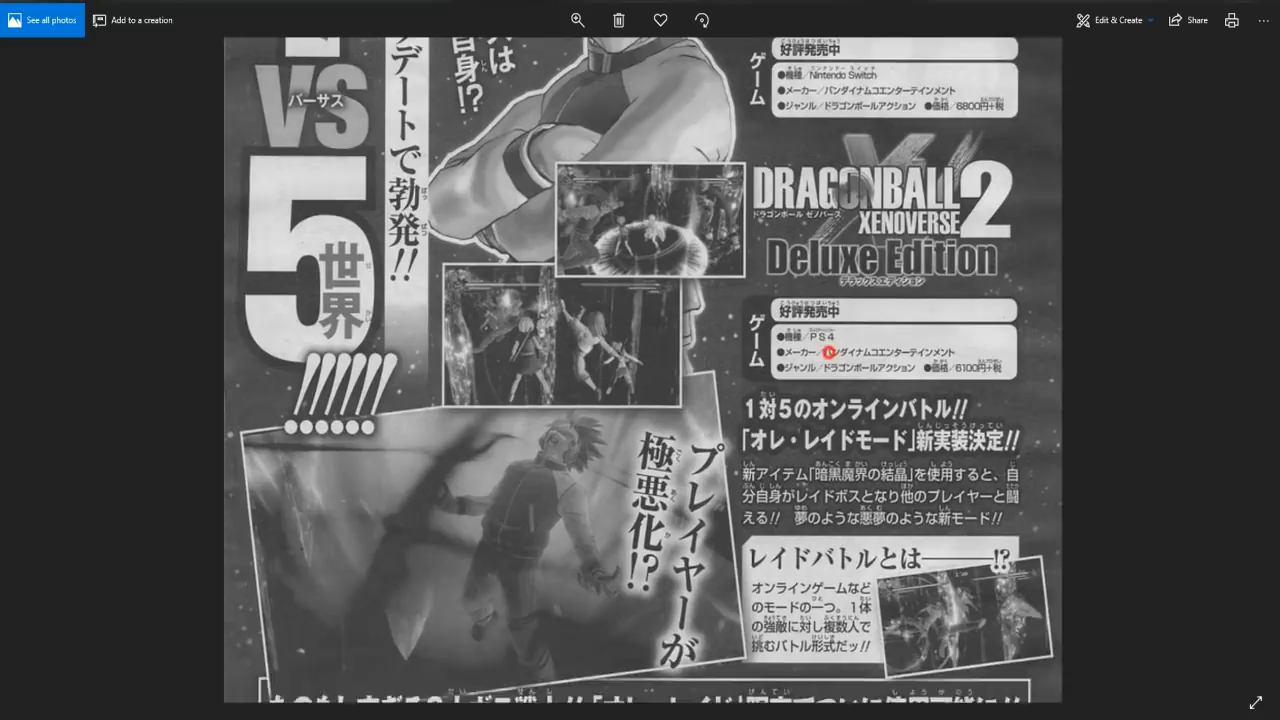 See all photos
Add to a creation
Edit & Create
Share
VS
バーサス
5
世界
!!!!!!
デートで勃発!!
は
自身!?
好評発売中
ゲーム
●機種/Nintendo Switch
●メーカー/バンダイナムコエンターテインメント
●ジャンル/ドラゴンボールアクション ●価格/6800円+税
DRAGONBALL
ドラゴンボール ゼノバース
XENOVERSE 2
Deluxe Edition
デラックスエディション
好評発売中
ゲーム
●機種/PS4
●メーカー/バンダイナムコエンターテインメント
●ジャンル/ドラゴンボールアクション ●価格/6100円+税
1対5のオンラインバトル!!
「オレ・レイドモード」新実装決定!!
新アイテム「暗黒魔界の結晶」を使用すると、自
分自身がレイドボスとなり他のプレイヤーと闘
える!! 夢のような悪夢のような新モード!!
プレイヤーが
極悪化!?
レイドバトルとは――!?
オンラインゲームなど
のモードの一つ。1体
の強敵に対し複数人で
挑むバトル形式だッ!!